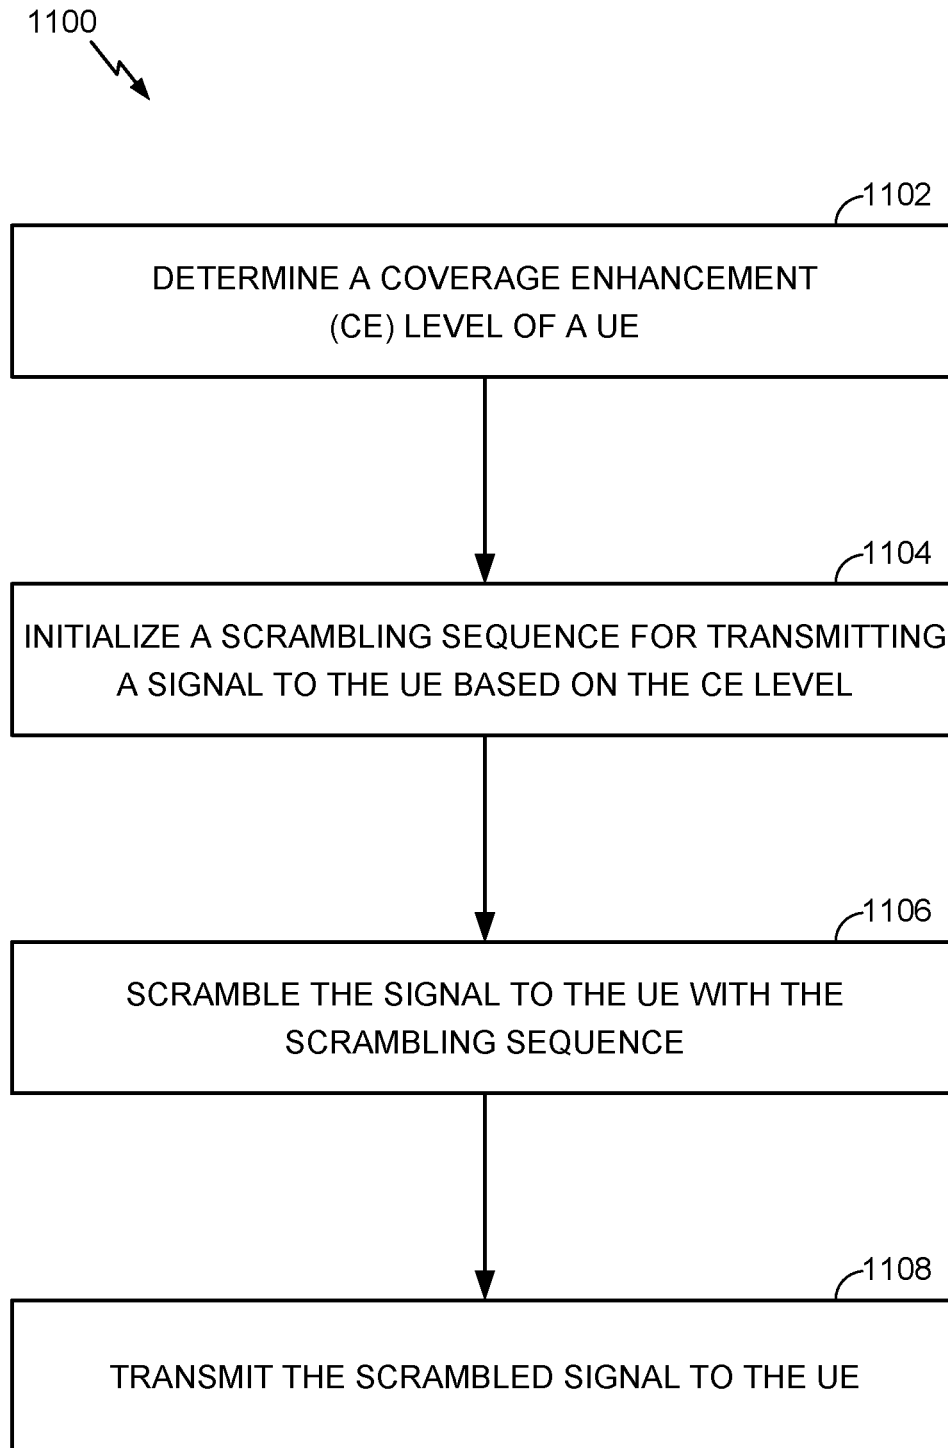 1100
1102
DETERMINE A COVERAGE ENHANCEMENT
(CE) LEVEL OF A UE
1104
INITIALIZE A SCRAMBLING SEQUENCE FOR TRANSMITTING
A SIGNAL TO THE UE BASED ON THE CE LEVEL
1106
SCRAMBLE THE SIGNAL TO THE UE WITH THE
SCRAMBLING SEQUENCE
1108
TRANSMIT THE SCRAMBLED SIGNAL TO THE UE